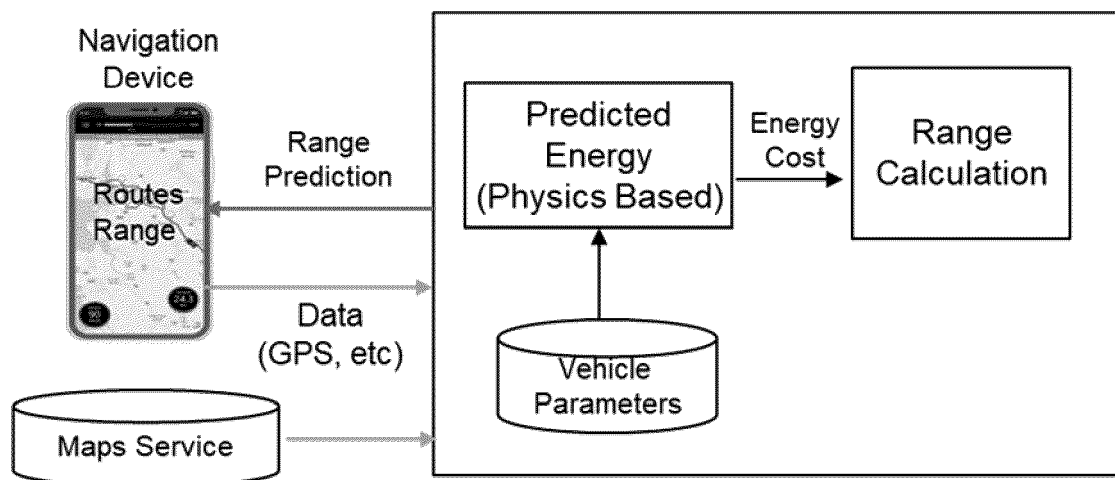 Navigation
Device
Routes
Range
Range
Prediction
Data
(GPS, etc)
Maps Service
Predicted
Energy
(Physics Based)
Energy
Cost
Range
Calculation
Vehicle
Parameters